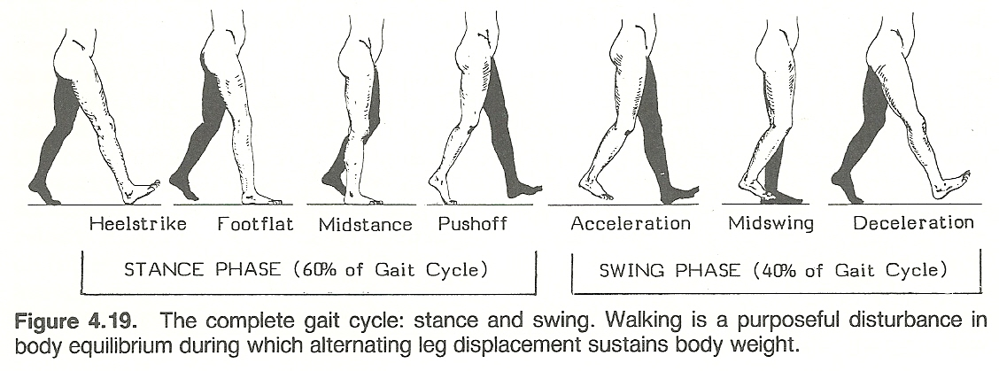 Heelstrike Footflat Midstance Pushoff Acceleration Midswing Deceleration
STANCE PHASE (60% of Gait Cycle) SWING PHASE (40% of Gait Cycle)
Figure 4.19. The complete gait cycle: stance and swing. Walking is a purposeful disturbance in
body equilibrium during which alternating leg displacement sustains body weight.